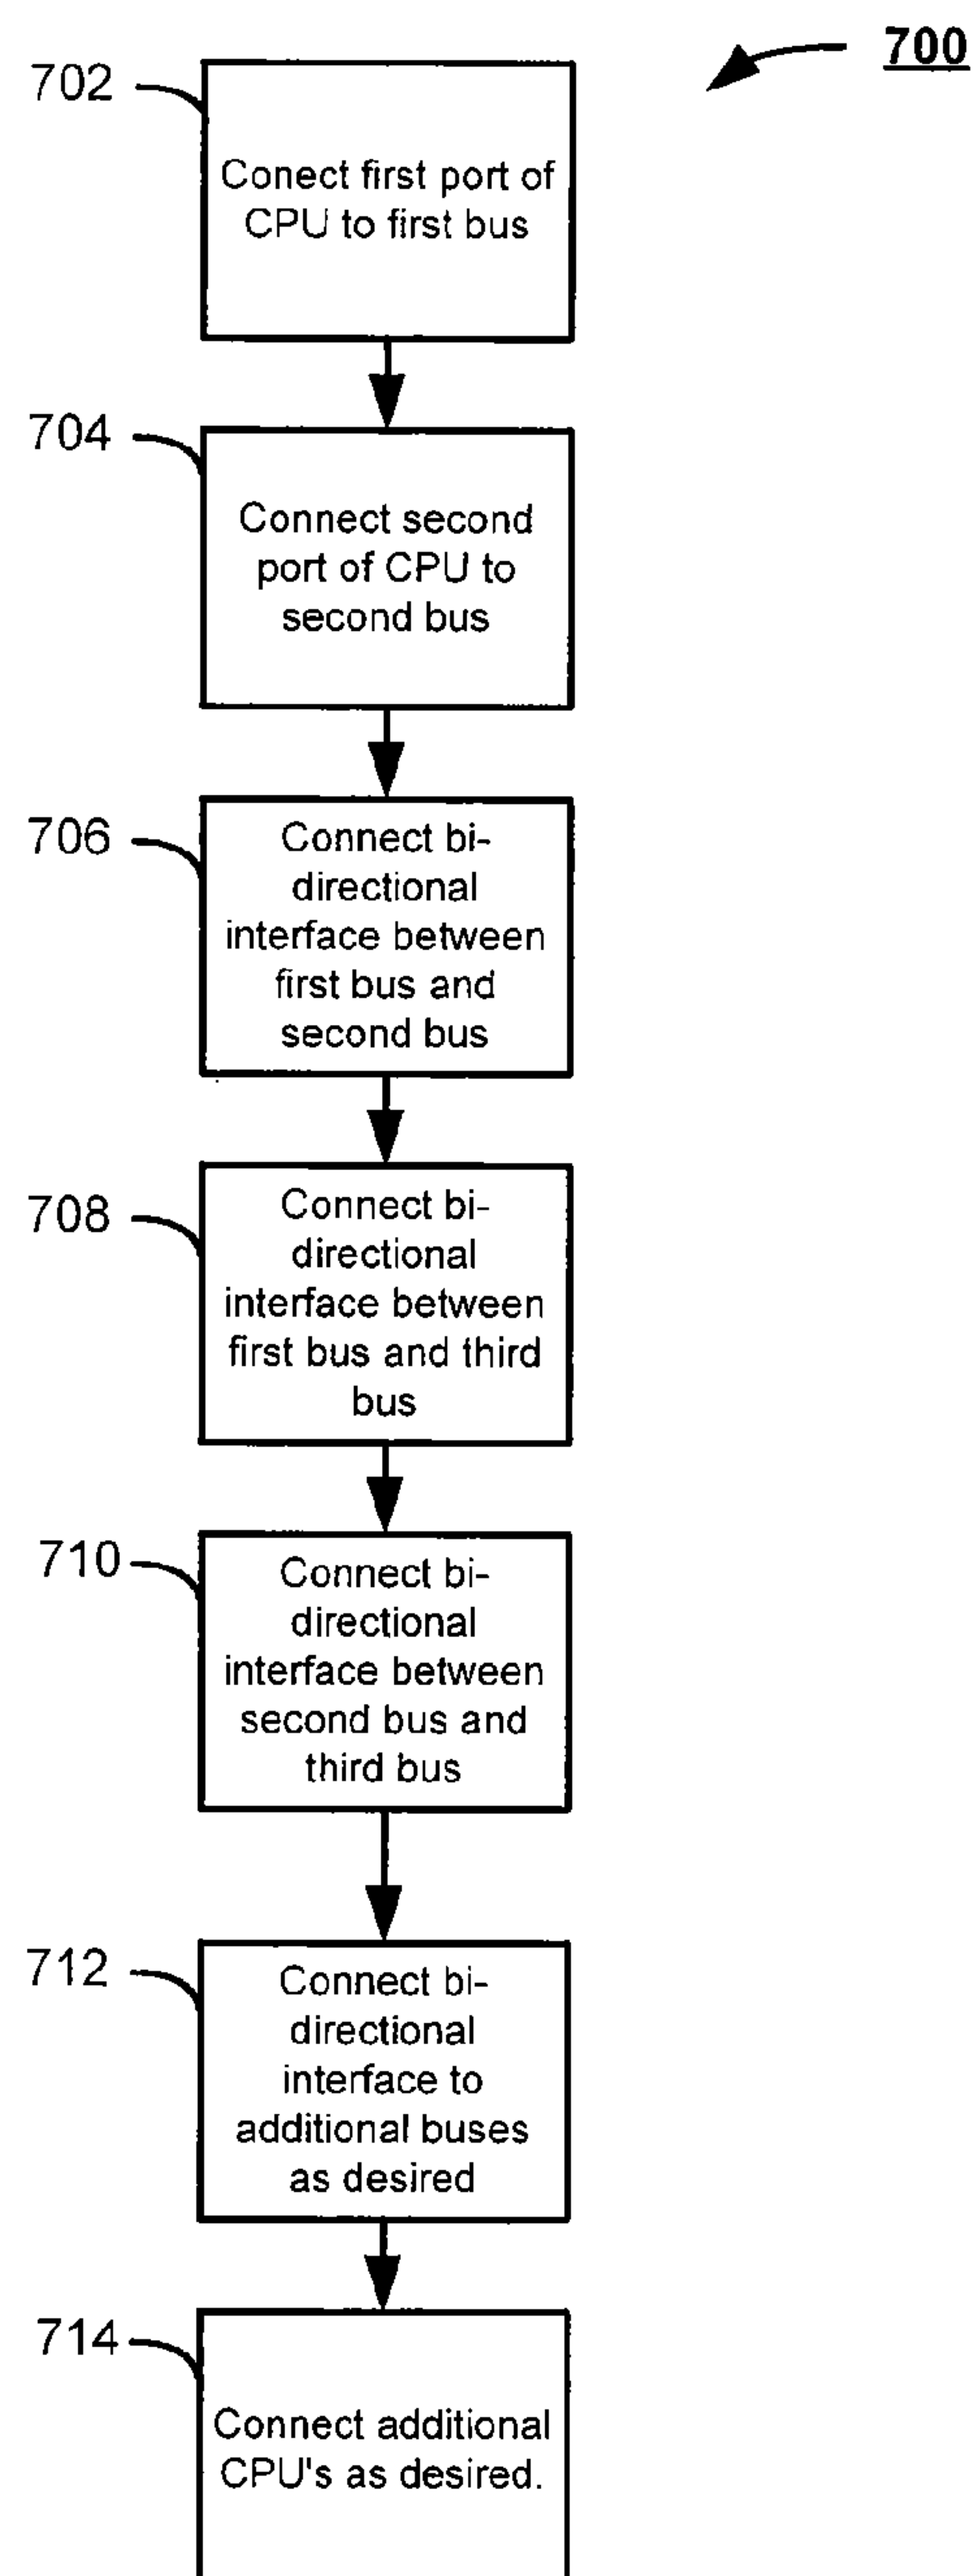 700
702
Conect first port of
CPU to first bus
704
Connect second
port of CPU to
second bus
706
Connect bi-
directional
interface between
first bus and
second bus
708
Connect bi-
directional
interface between
first bus and third
bus
710
Connect bi-
directional
interface between
second bus and
third bus
712
Connect bi-
directional
interface to
additional buses
as desired
714
Connect additional
CPU's as desired.